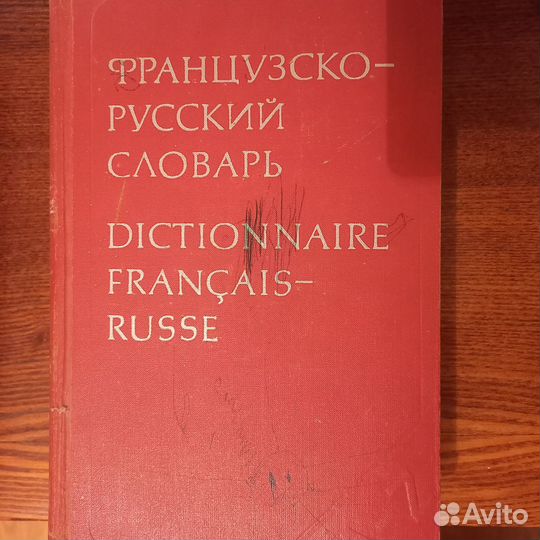 ФРАНЦУЗСКО–
РУССКИЙ
СЛОВАРЬ
DICTIONNAIRE
FRANÇAIS–
RUSSE
Avito